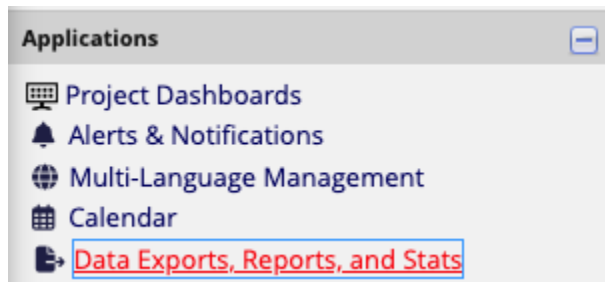 Applications
Project Dashboards
Alerts & Notifications
Multi-Language Management
Calendar
Data Exports, Reports, and Stats